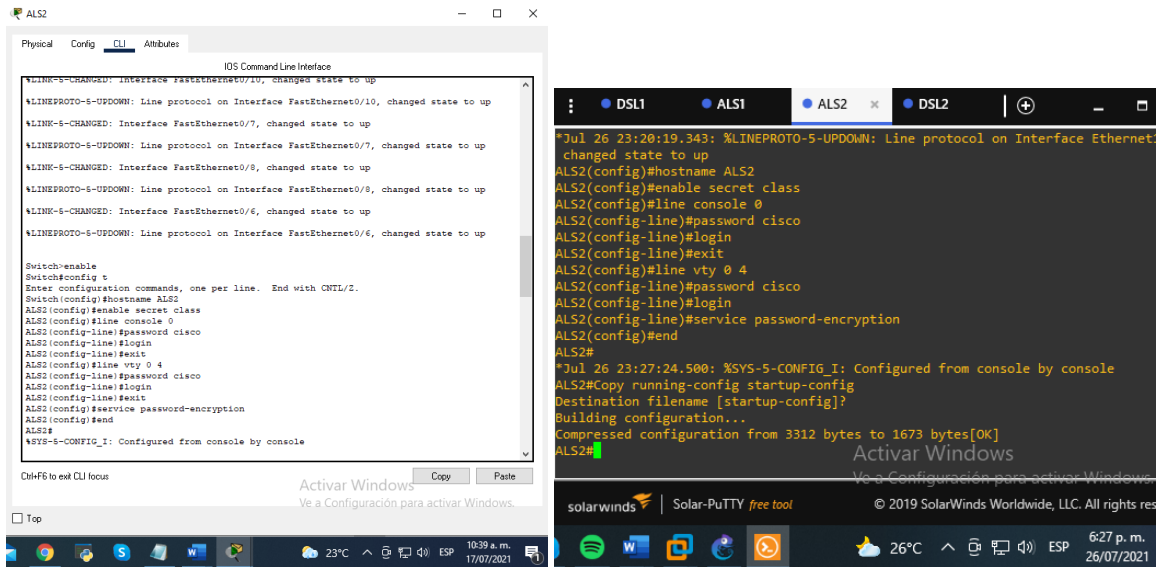 ALS2
Physical Config CLI Attributes
IOS Command Line Interface
%LINK-5-CHANGED: Interface FastEthernet0/10, changed state to up
%LINEPROTO-5-UPDOWN: Line protocol on Interface FastEthernet0/10, changed state to up
%LINK-5-CHANGED: Interface FastEthernet0/7, changed state to up
%LINEPROTO-5-UPDOWN: Line protocol on Interface FastEthernet0/7, changed state to up
%LINK-5-CHANGED: Interface FastEthernet0/8, changed state to up
%LINEPROTO-5-UPDOWN: Line protocol on Interface FastEthernet0/8, changed state to up
%LINK-5-CHANGED: Interface FastEthernet0/6, changed state to up
%LINEPROTO-5-UPDOWN: Line protocol on Interface FastEthernet0/6, changed state to up
Switch>enable
Switch#config t
Enter configuration commands, one per line. End with CNTL/Z.
Switch(config)#hostname ALS2
ALS2(config)#enable secret class
ALS2(config)#line console 0
ALS2(config-line)#password cisco
ALS2(config-line)#login
ALS2(config-line)#exit
ALS2(config)#line vty 0 4
ALS2(config-line)#password cisco
ALS2(config-line)#login
ALS2(config-line)#exit
ALS2(config)#service password-encryption
ALS2(config)#end
ALS2#
%SYS-5-CONFIG_I: Configured from console by console
Ctrl+F6 to exit CLI focus
Copy Paste
Activar Windows
Ve a Configuración para activar Windows.
Top
23°C ESP 10:39 a. m.
17/07/2021
1
DSL1 ALS1 ALS2 DSL2
*Jul 26 23:20:19.343: %LINEPROTO-5-UPDOWN: Line protocol on Interface Ethernet
changed state to up
ALS2(config)#hostname ALS2
ALS2(config)#enable secret class
ALS2(config)#line console 0
ALS2(config-line)#password cisco
ALS2(config-line)#login
ALS2(config-line)#exit
ALS2(config)#line vty 0 4
ALS2(config-line)#password cisco
ALS2(config-line)#login
ALS2(config-line)#service password-encryption
ALS2(config)#end
ALS2#
*Jul 26 23:27:24.500: %SYS-5-CONFIG_I: Configured from console by console
ALS2#Copy running-config startup-config
Destination filename [startup-config]?
Building configuration...
Compressed configuration from 3312 bytes to 1673 bytes[OK]
ALS2#
Activar Windows
Ve a Configuración para activar Windows.
solarwinds Solar-PuTTY free tool © 2019 SolarWinds Worldwide, LLC. All rights res
26°C ESP 6:27 p. m.
26/07/2021